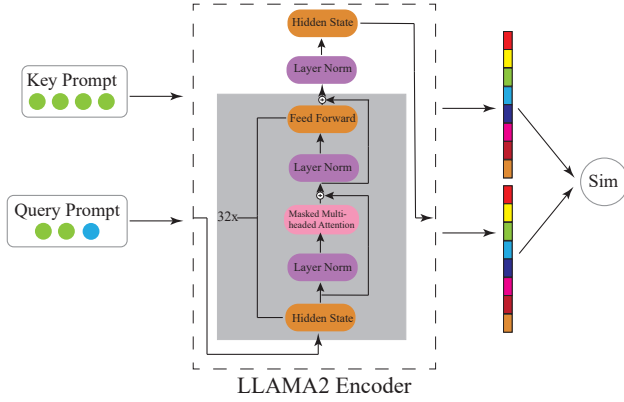 Key Prompt
Query Prompt
Hidden State
Layer Norm
Feed Forward
Layer Norm
32x
Masked Multi-
headed Attention
Layer Norm
Hidden State
LLAMA2 Encoder
Sim